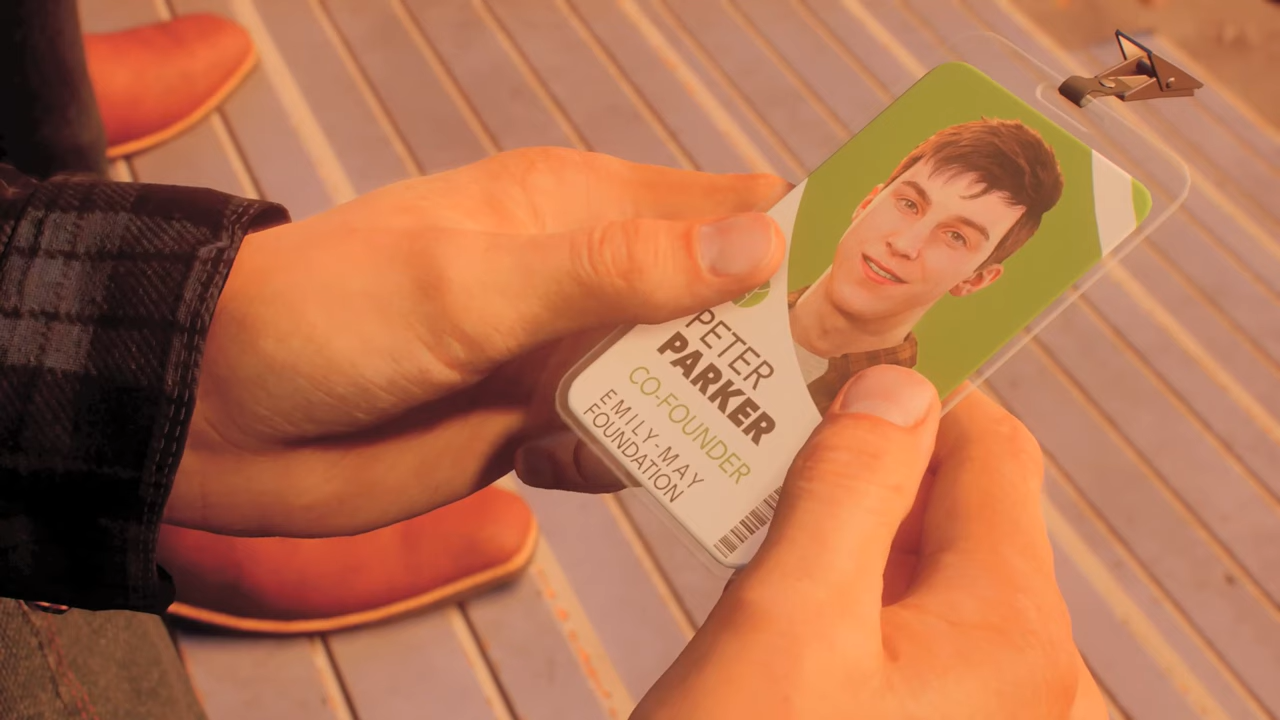 PETER
PARKER
CO-FOUNDER
EMILY-MAY
FOUNDATION